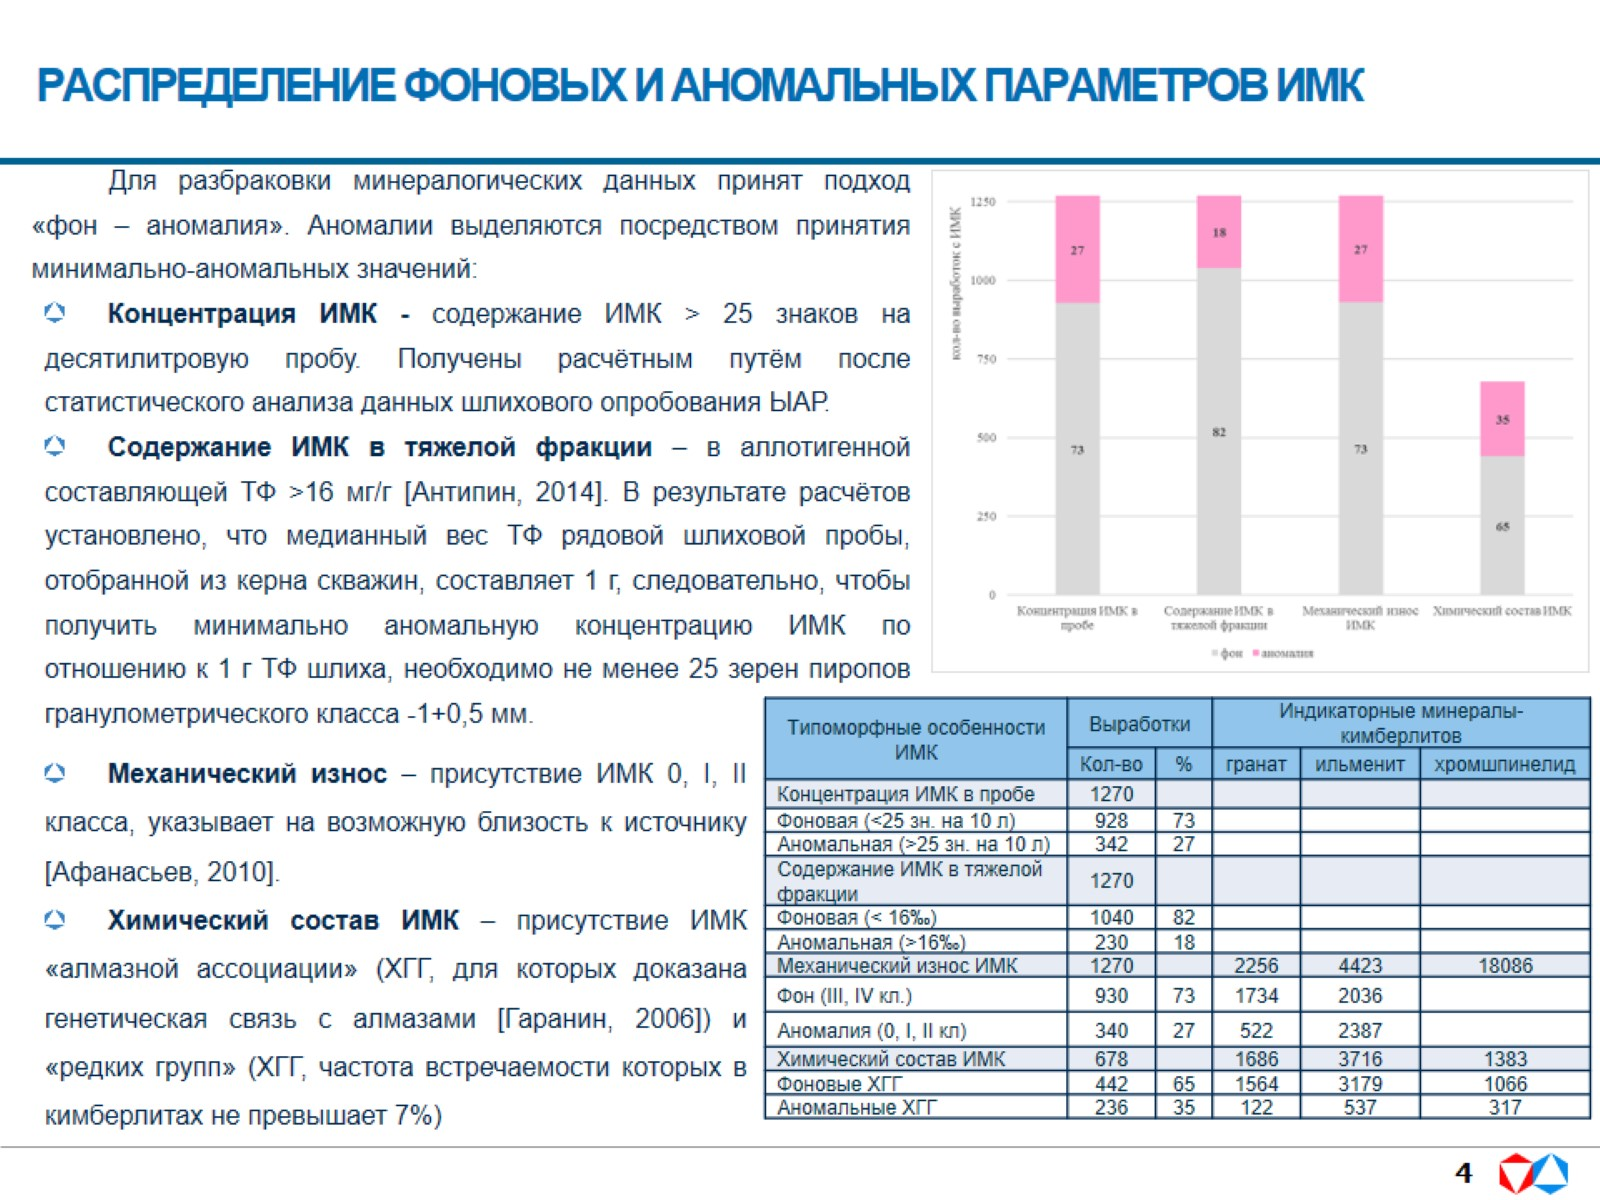 РАСПРЕДЕЛЕНИЕ ФОНОВЫХ И АНОМАЛЬНЫХ ПАРАМЕТРОВ ИМК
Для разбраковки минералогических данных принят подход
«фон – аномалия». Аномалии выделяются посредством принятия
минимально-аномальных значений:
Концентрация ИМК - содержание ИМК > 25 знаков на
десятилитровую пробу. Получены расчётным путём после
статистического анализа данных шлихового опробования ЫАР.
Содержание ИМК в тяжелой фракции – в аллотигенной
составляющей ТФ >16 мг/г [Антипин, 2014]. В результате расчётов
установлено, что медианный вес ТФ рядовой шлиховой пробы,
отобранной из керна скважин, составляет 1 г, следовательно, чтобы
получить минимально аномальную концентрацию ИМК по
отношению к 1 г ТФ шлиха, необходимо не менее 25 зерен пиропов
гранулометрического класса -1+0,5 мм.
Механический износ – присутствие ИМК 0, I, II
класса, указывает на возможную близость к источнику
[Афанасьев, 2010].
Химический состав ИМК – присутствие ИМК
«алмазной ассоциации» (ХГГ, для которых доказана
генетическая связь с алмазами [Гаранин, 2006]) и
«редких групп» (ХГГ, частота встречаемости которых в
кимберлитах не превышает 7%)
кол-во выработок с ИМК
1250
1000
750
500
250
0
27 18 27 35
73 82 73 65
Концентрация ИМК в пробе
Содержание ИМК в тяжелой фракции
Механический износ ИМК
Химический состав ИМК
фон аномалия
Типоморфные особенности ИМК Выработки Индикаторные минералы-кимберлитов
Кол-во % гранат ильменит хромшпинелид
Концентрация ИМК в пробе 1270
Фоновая (<25 зн. на 10 л) 928 73
Аномальная (>25 зн. на 10 л) 342 27
Содержание ИМК в тяжелой фракции 1270
Фоновая (< 16‰) 1040 82
Аномальная (>16‰) 230 18
Механический износ ИМК 1270 2256 4423 18086
Фон (III, IV кл.) 930 73 1734 2036
Аномалия (0, I, II кл) 340 27 522 2387
Химический состав ИМК 678 1686 3716 1383
Фоновые ХГГ 442 65 1564 3179 1066
Аномальные ХГГ 236 35 122 537 317
4